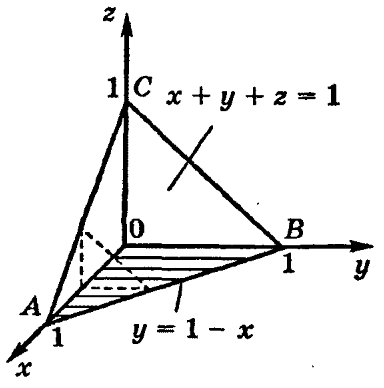 z
1 C
x + y + z = 1
0
B
A
1
1
y
y = 1 − x
x